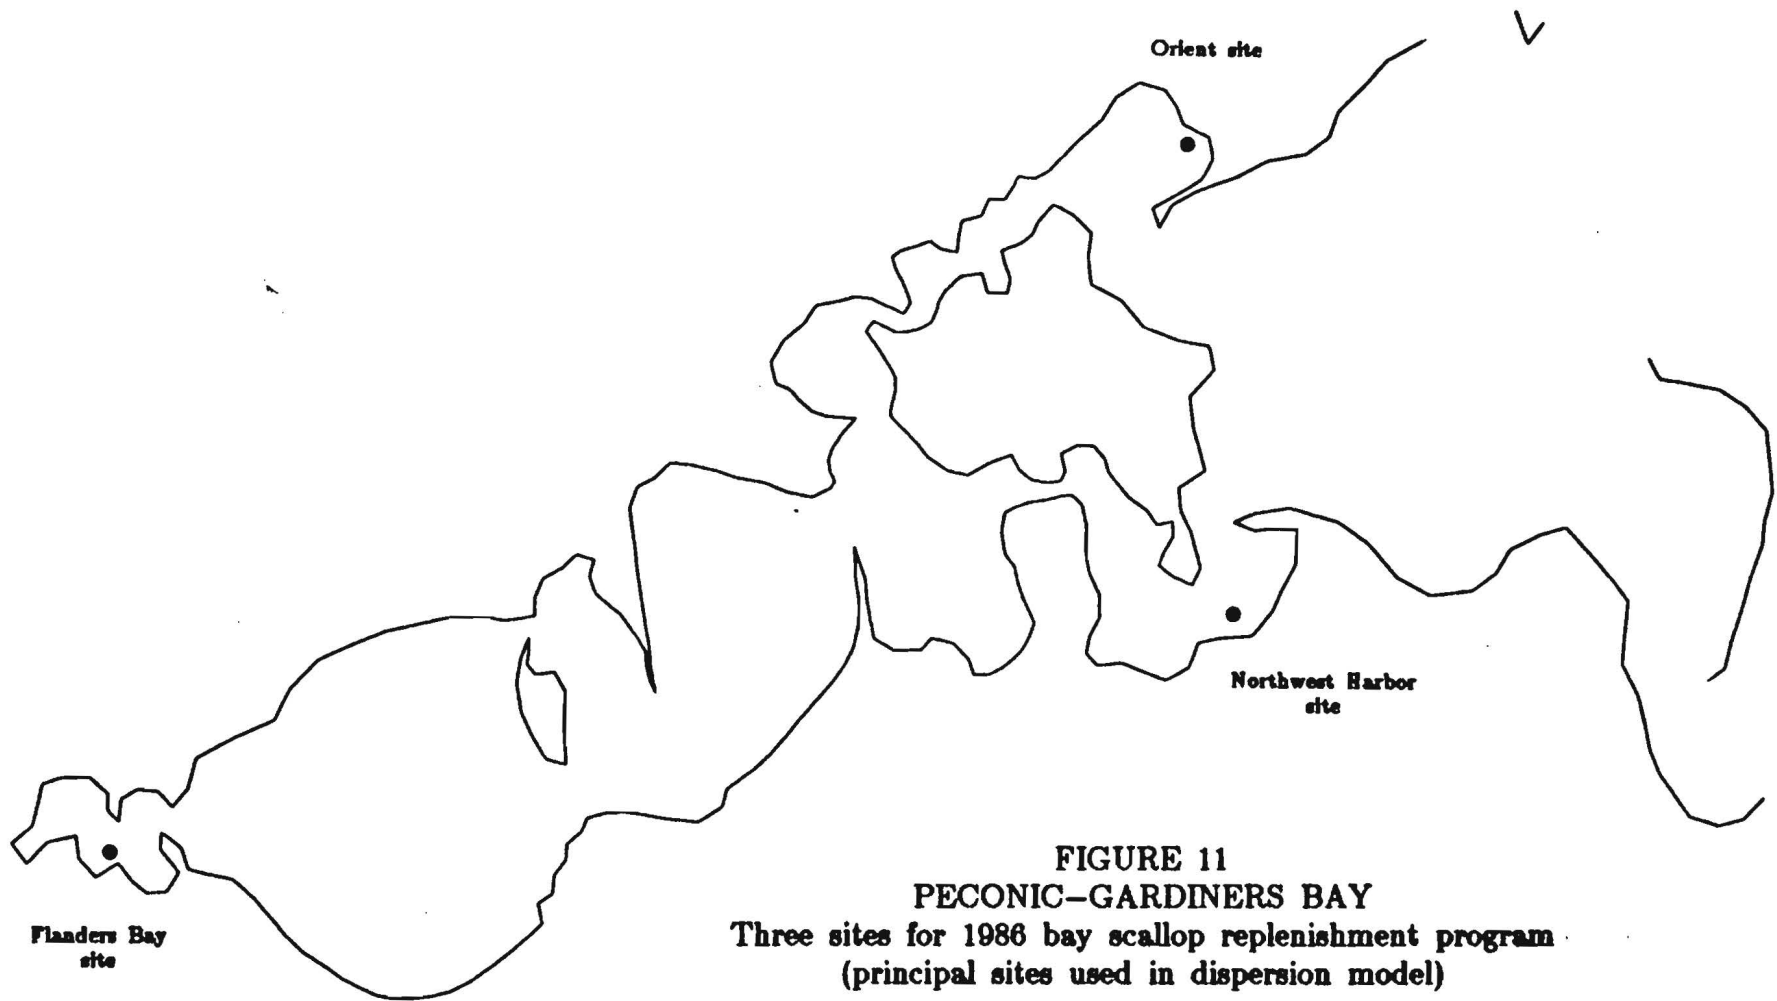 Orient site
Northwest Harbor
site
Flanders Bay
site
FIGURE 11
PECONIC–GARDINERS BAY
Three sites for 1986 bay scallop replenishment program
(principal sites used in dispersion model)